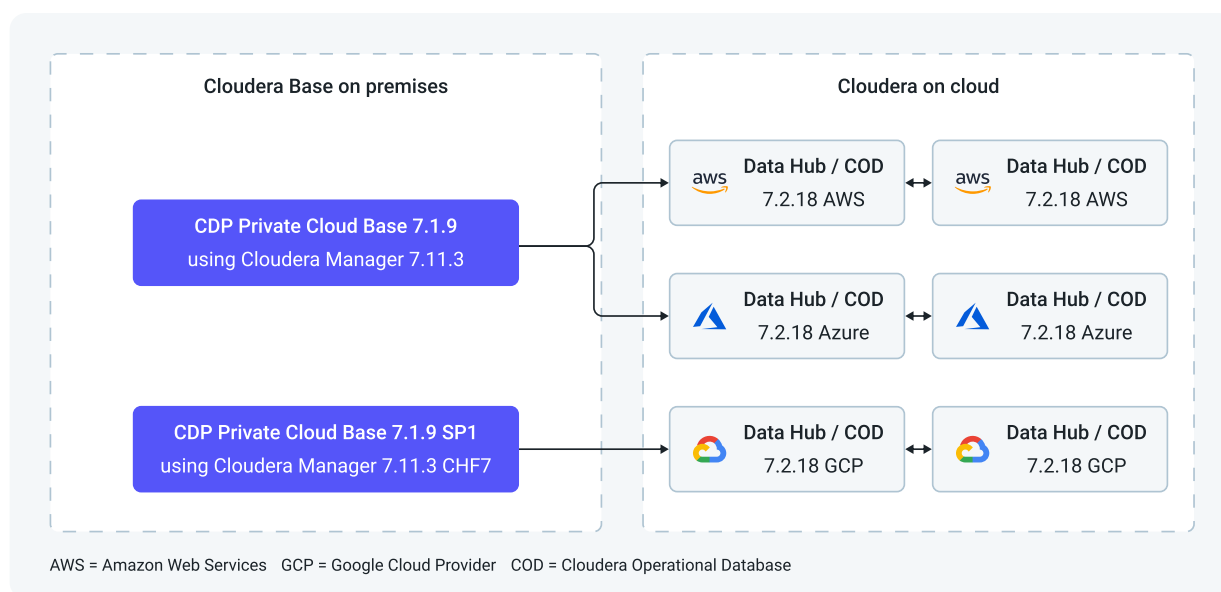 Cloudera Base on premises
CDP Private Cloud Base 7.1.9
using Cloudera Manager 7.11.3
CDP Private Cloud Base 7.1.9 SP1
using Cloudera Manager 7.11.3 CHF7
Cloudera on cloud
aws
Data Hub / COD
7.2.18 AWS
aws
Data Hub / COD
7.2.18 AWS
Data Hub / COD
7.2.18 Azure
Data Hub / COD
7.2.18 Azure
Data Hub / COD
7.2.18 GCP
Data Hub / COD
7.2.18 GCP
AWS = Amazon Web Services GCP = Google Cloud Provider COD = Cloudera Operational Database